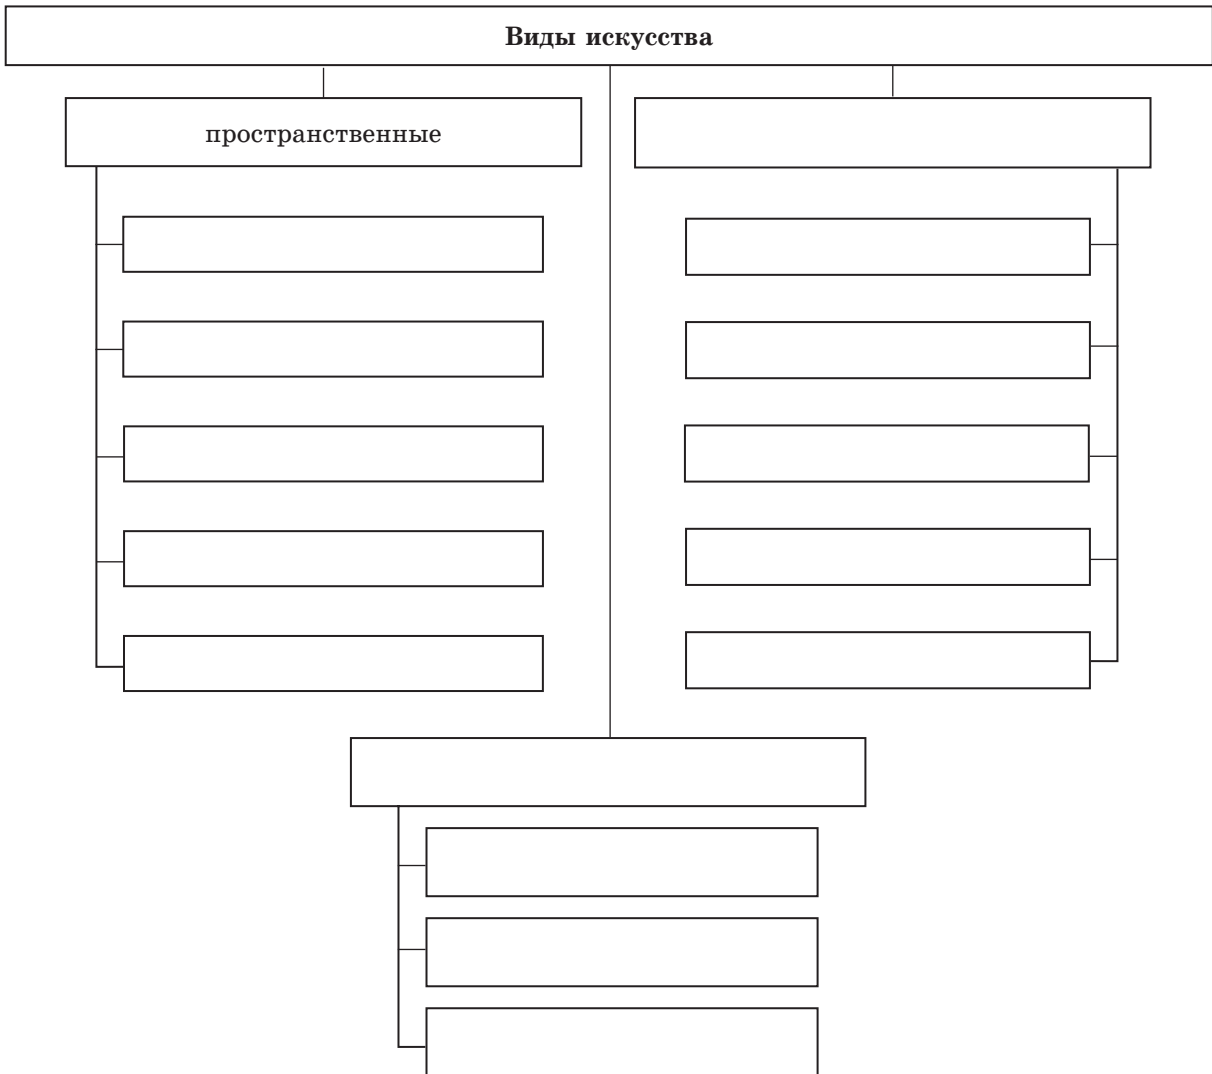 Виды искусства
пространственные